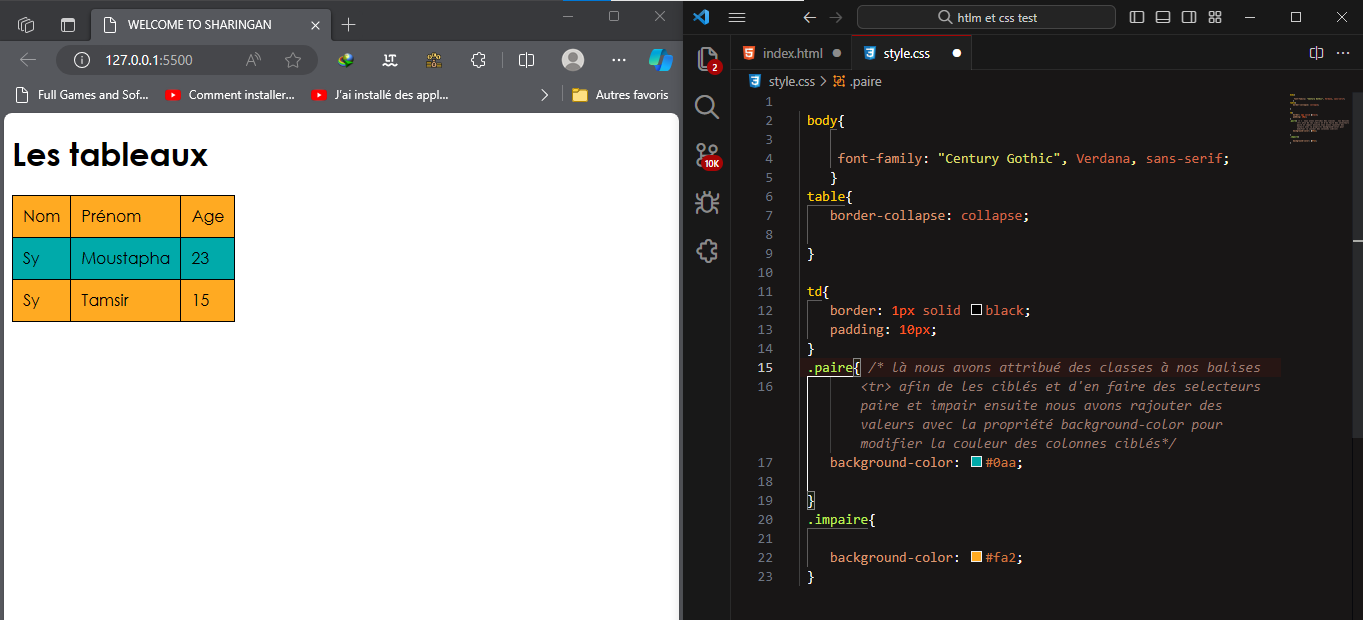 WELCOME TO SHARINGAN
127.0.0.1:5500
Full Games and Sof...
Comment installer...
J'ai installé des appl...
Autres favoris
Les tableaux
Nom Prénom Age
Sy Moustapha 23
Sy Tamsir 15
htlm et css test
2
10K
index.html
style.css
style.css > .paire
1
2 body{
3
4 font-family: "Century Gothic", Verdana, sans-serif;
5 }
6 table{
7 border-collapse: collapse;
8
9 }
10
11 td{
12 border: 1px solid black;
13 padding: 10px;
14 }
15 .paire{ /* là nous avons attribué des classes à nos balises
16 <tr> afin de les ciblés et d'en faire des selecteurs
paire et impair ensuite nous avons rajouter des
valeurs avec la propriété background-color pour
modifier la couleur des colonnes ciblés*/
17 background-color: #0aa;
18
19 }
20 .impaire{
21
22 background-color: #fa2;
23 }